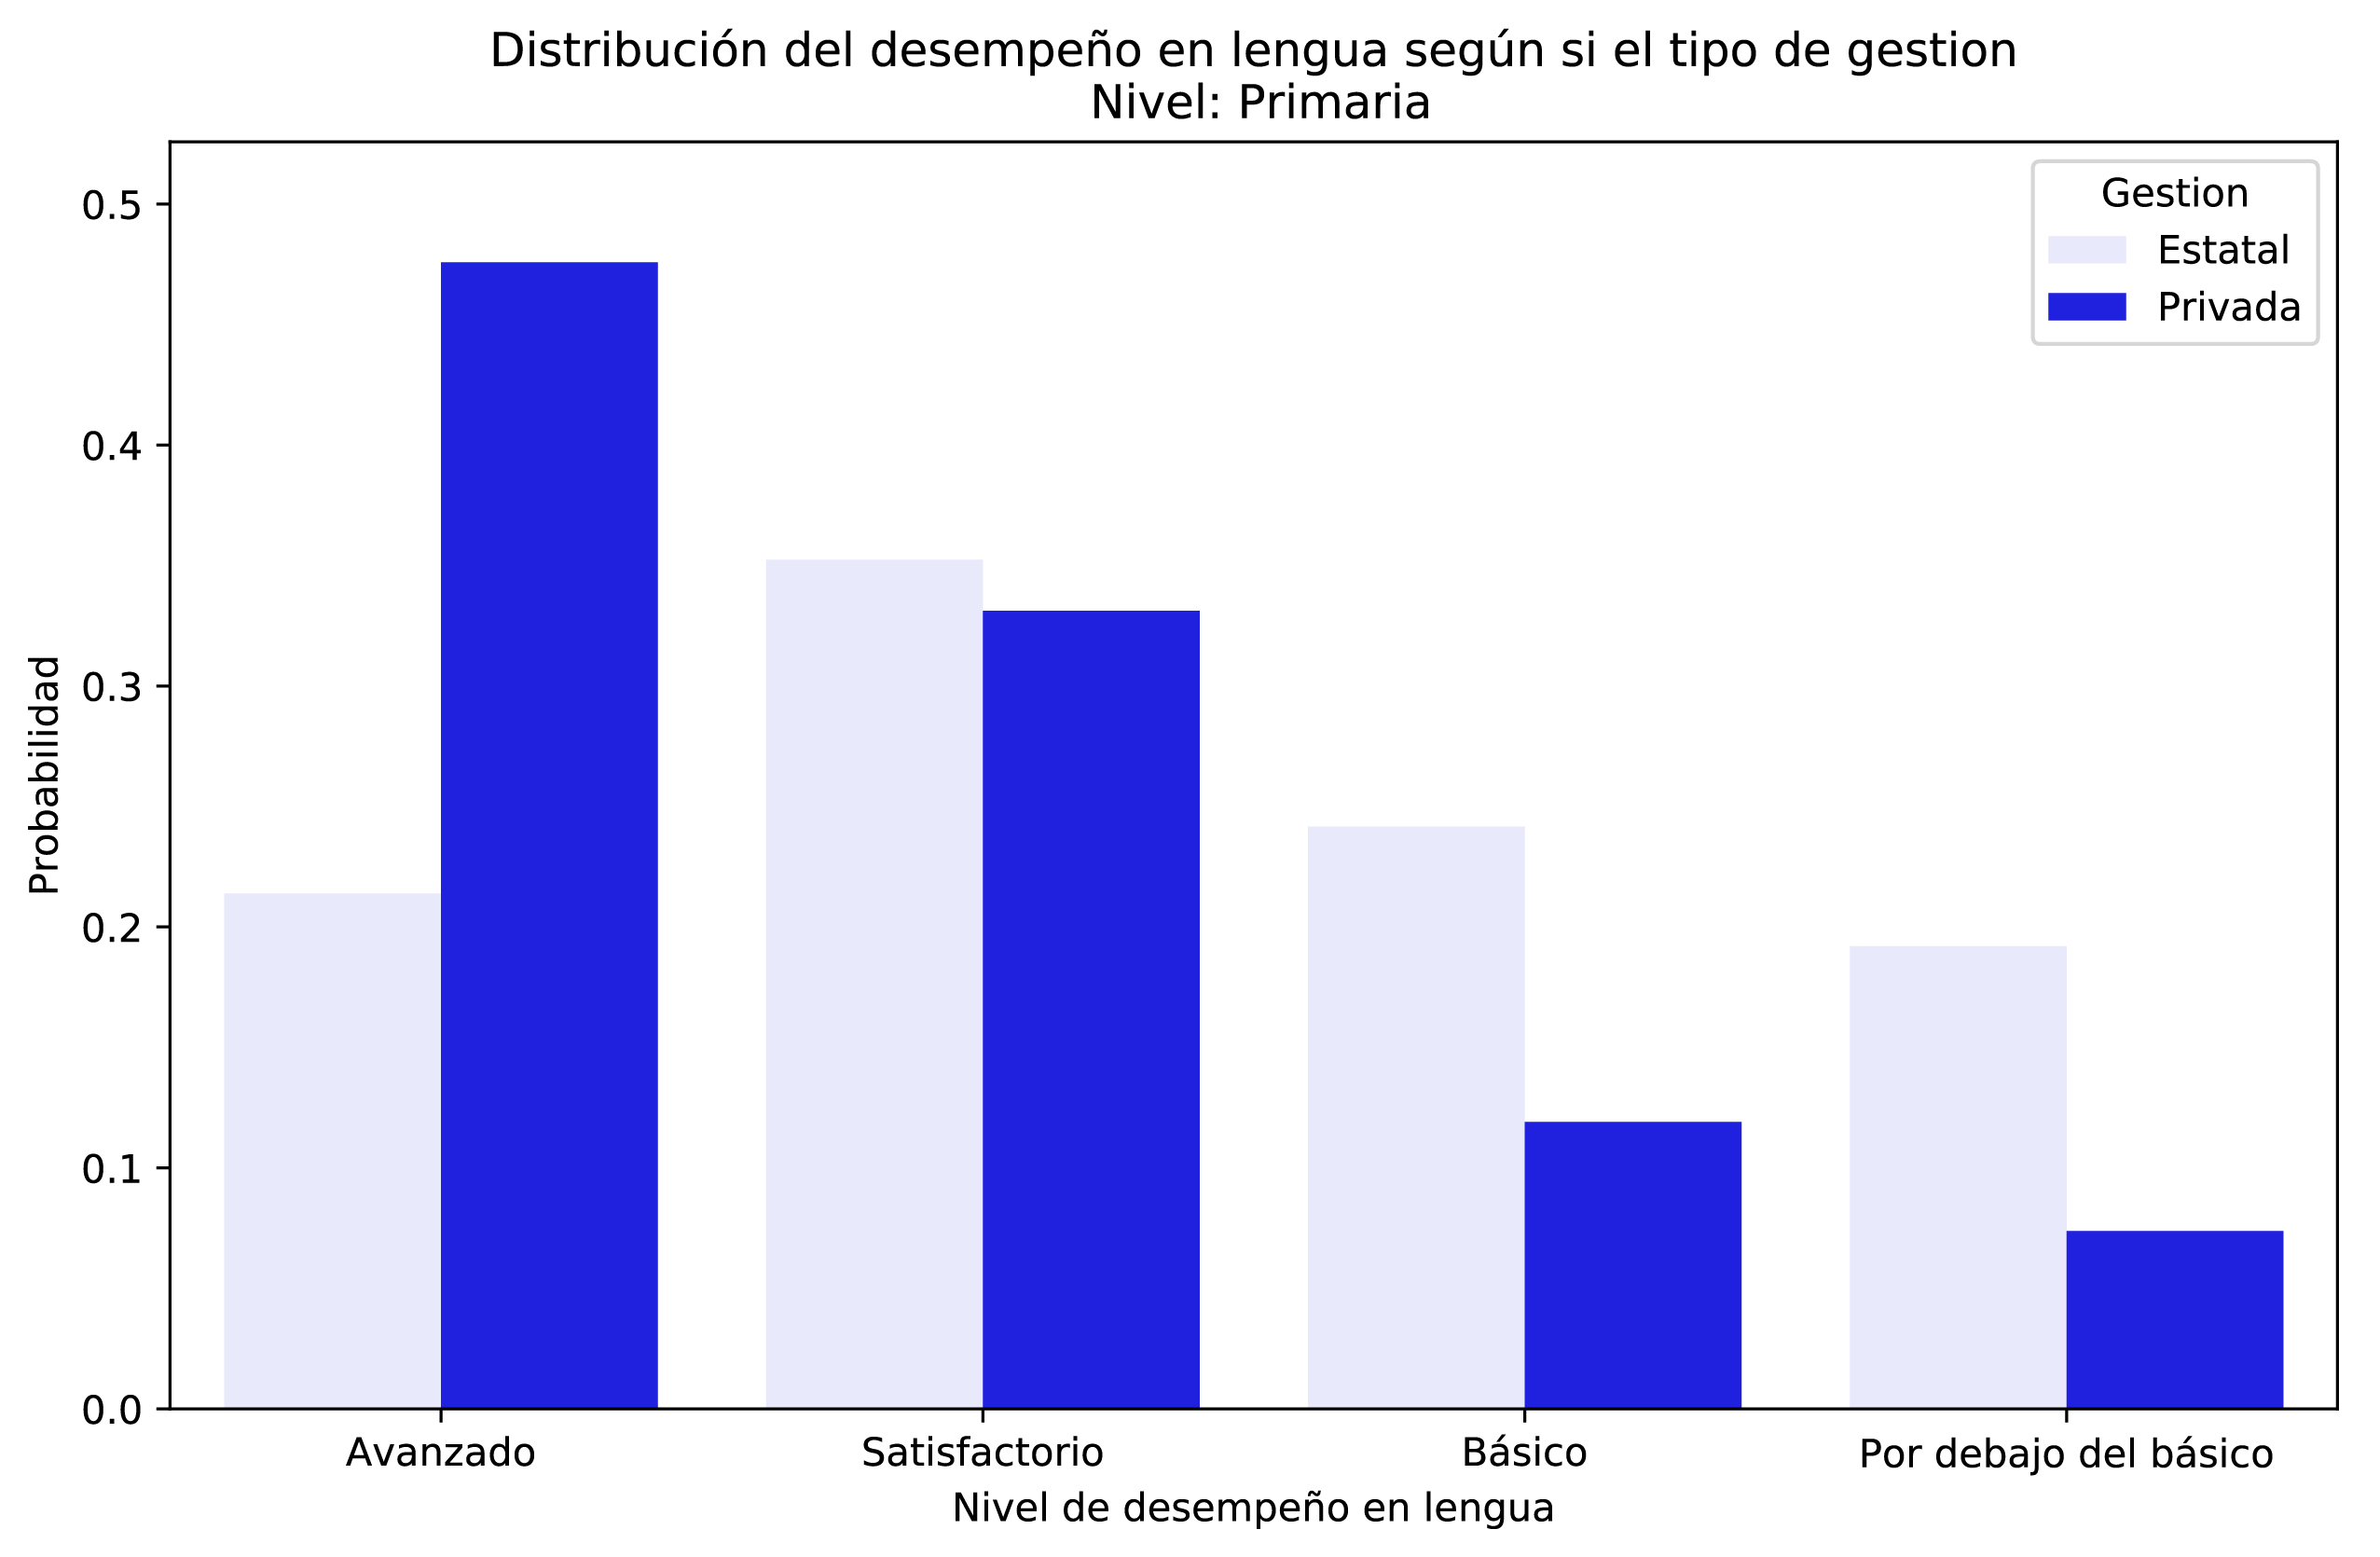 Distribución del desempeño en lengua según si el tipo de gestion
Nivel: Primaria
Gestion
Estatal
Privada
Probabilidad
0.5
0.4
0.3
0.2
0.1
0.0
Avanzado
Satisfactorio
Básico
Por debajo del básico
Nivel de desempeño en lengua